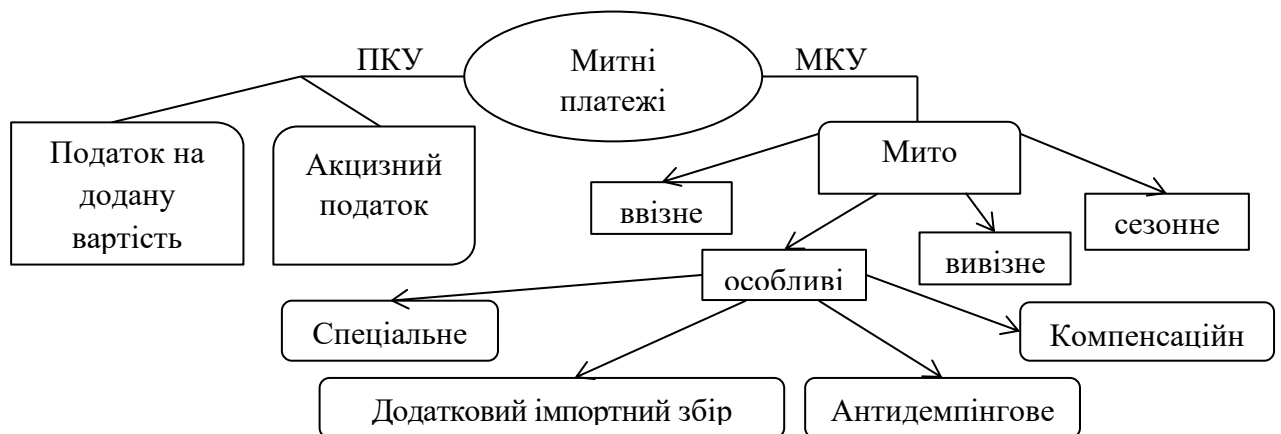 ПКУ
Митні
платежі
МКУ
Податок на
додану
вартість
Акцизний
податок
Мито
ввізне
сезонне
вивізне
особливі
Спеціальне
Компенсаційн
Додатковий імпортний збір
Антидемпінгове